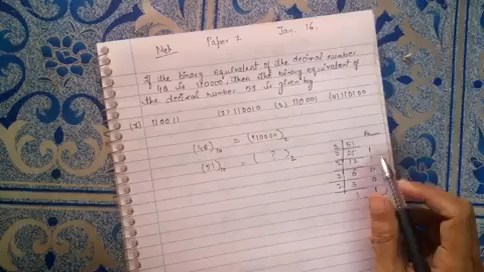 Net Paper 1 Jan. 16.
If the binary equivalent of the decimal number
48 is 110000, then the binary equivalent of
the decimal number 51 is given by
(1) 110011 (2) 110010 (3) 110001 (4) 110100
(48)₁₀ = (110000)₂
(51)₁₀ = ( ? )₂
Rem
2 51
2 25 1
2 12
2 6 0
2 3 0
1 1